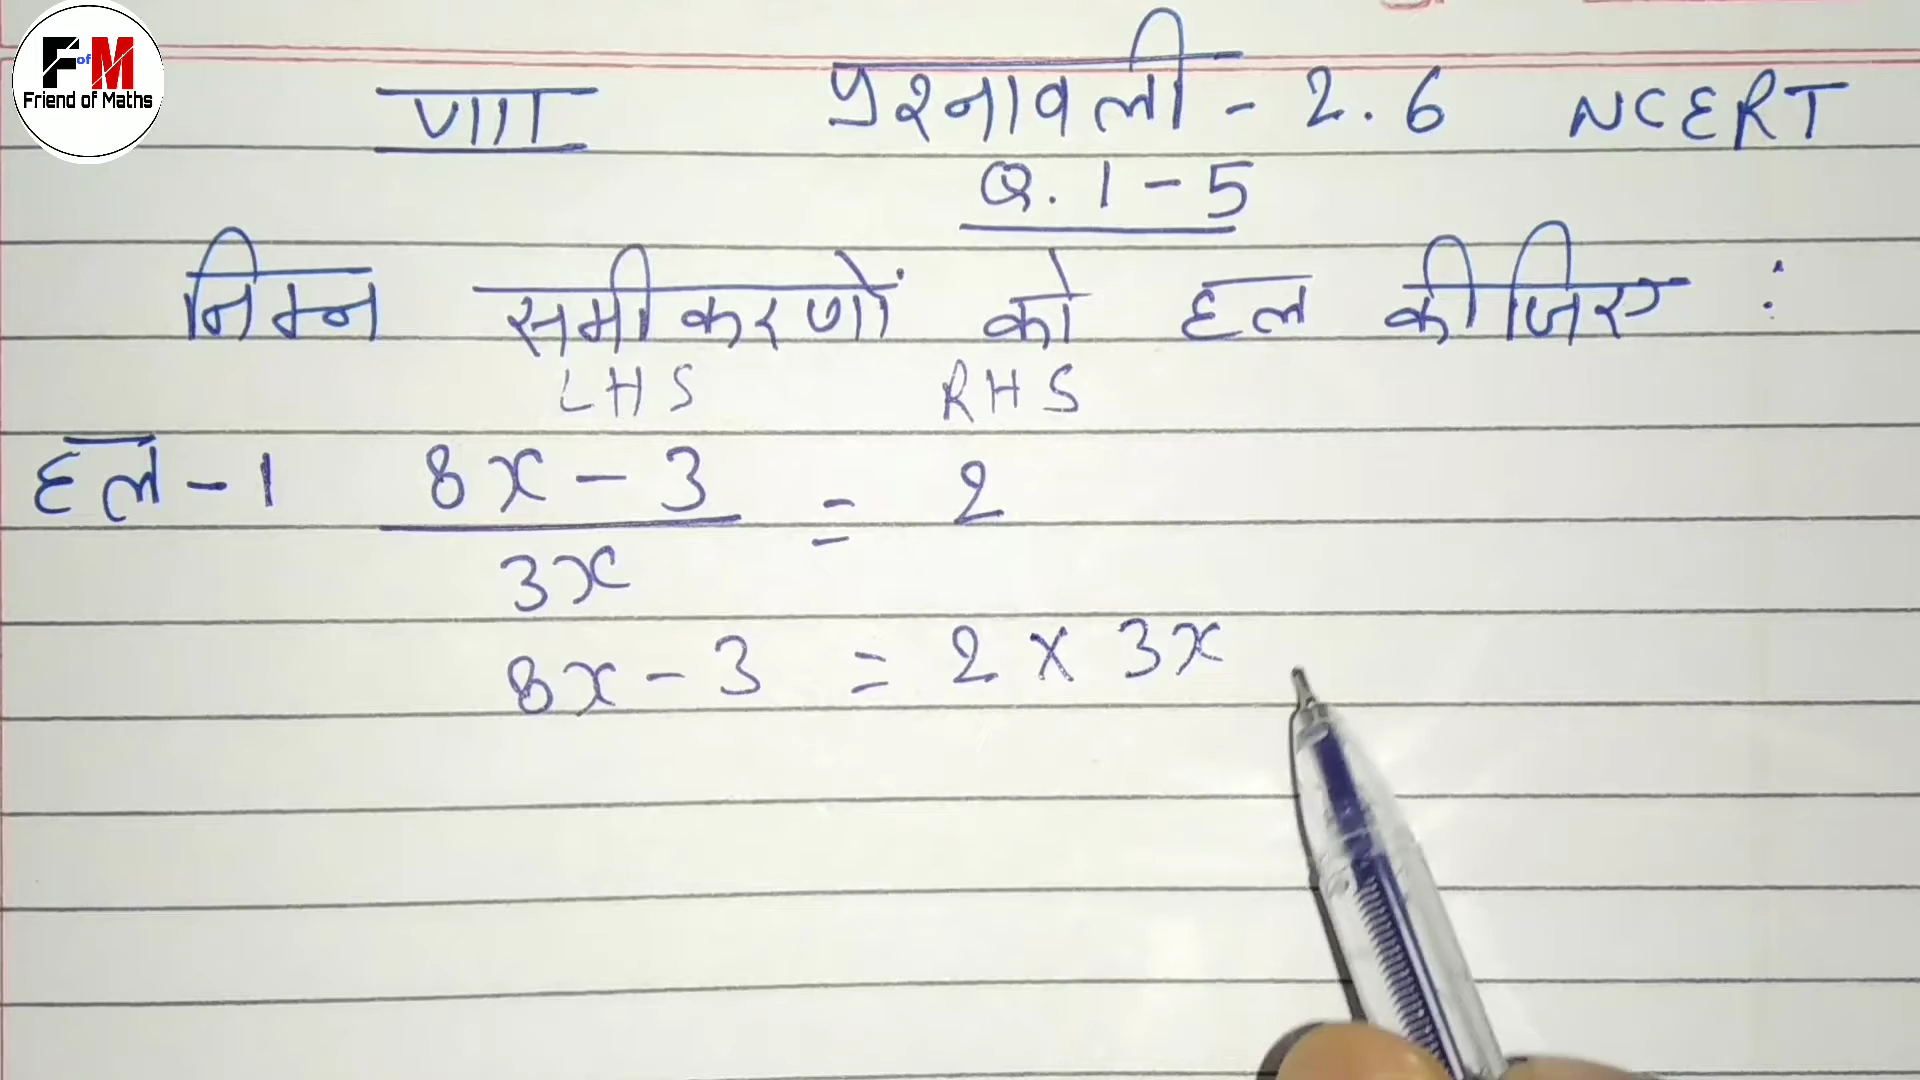 F of M
Friend of Maths
VIII प्रश्नावली - 2.6 NCERT
Q. 1 - 5
निम्न समीकरणों को हल कीजिए :
LHS RHS
हल - 1 8x - 3 = 2
3x
8x - 3 = 2 × 3x